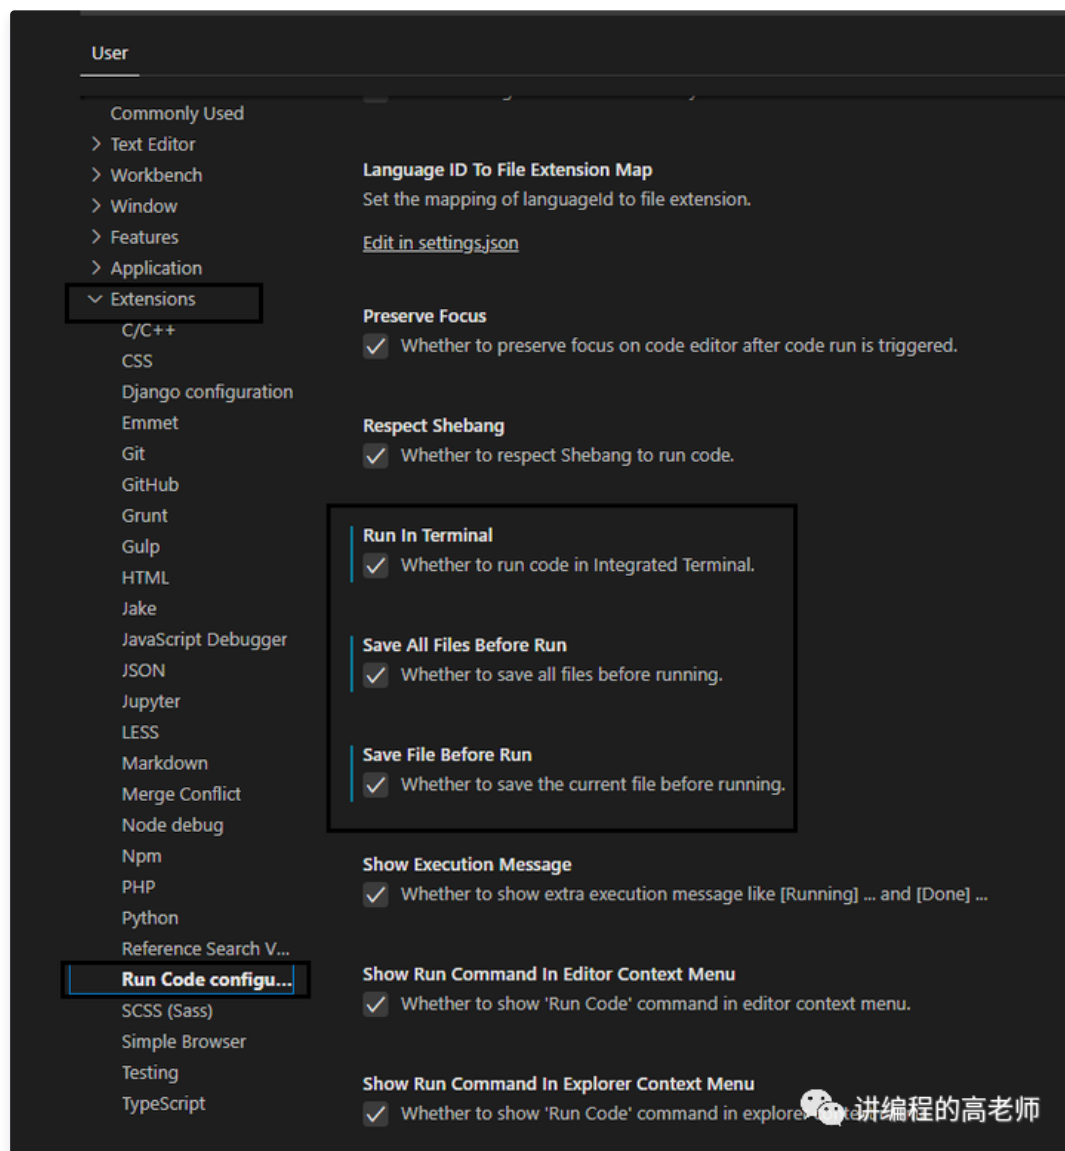 User
Commonly Used
Text Editor
Workbench
Window
Features
Application
Extensions
C/C++
CSS
Django configuration
Emmet
Git
GitHub
Grunt
Gulp
HTML
Jake
JavaScript Debugger
JSON
Jupyter
LESS
Markdown
Merge Conflict
Node debug
Npm
PHP
Python
Reference Search V...
Run Code configu...
SCSS (Sass)
Simple Browser
Testing
TypeScript
Language ID To File Extension Map
Set the mapping of languageId to file extension.
Edit in settings.json
Preserve Focus
Whether to preserve focus on code editor after code run is triggered.
Respect Shebang
Whether to respect Shebang to run code.
Run In Terminal
Whether to run code in Integrated Terminal.
Save All Files Before Run
Whether to save all files before running.
Save File Before Run
Whether to save the current file before running.
Show Execution Message
Whether to show extra execution message like [Running] ... and [Done] ...
Show Run Command In Editor Context Menu
Whether to show 'Run Code' command in editor context menu.
Show Run Command In Explorer Context Menu
Whether to show 'Run Code' command in explorer
讲编程的高老师